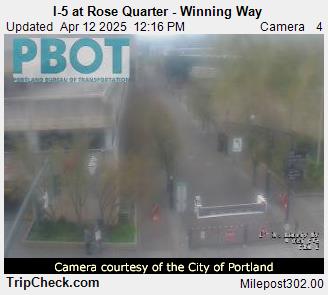 I-5 at Rose Quarter - Winning Way
Updated Apr 12 2025 12:16 PM Camera 4
PBOT
PORTLAND BUREAU OF TRANSPORTATION
Camera courtesy of the City of Portland
TripCheck.com Milepost302.00